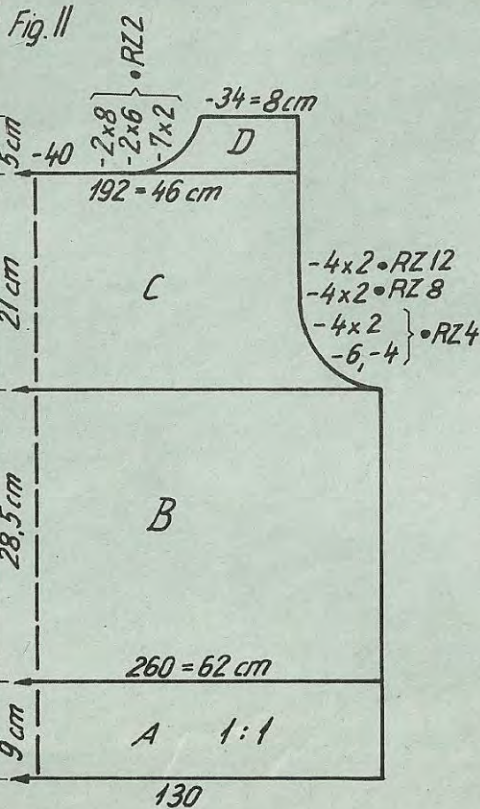 Fig. II
-2x8
-2x6
-7x2
} • RZ2
-34=8cm
5cm
-40
D
192=46cm
21cm
C
-4x2•RZ12
-4x2•RZ8
-4x2
-6,-4
} •RZ4
28,5cm
B
260=62cm
9cm
A 1:1
130